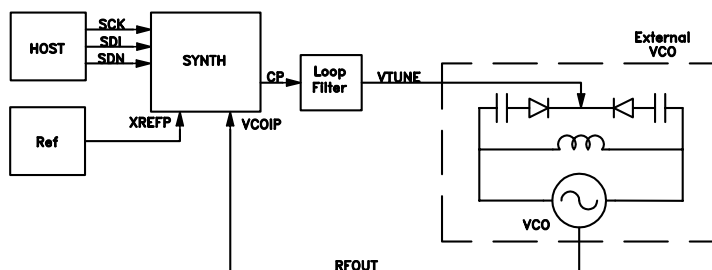 SCK
HOST
SDI
SDN
SYNTH
External
VCO
CP
Loop
Filter
VTUNE
Ref
XREFP
VCOIP
VCO
RFOUT